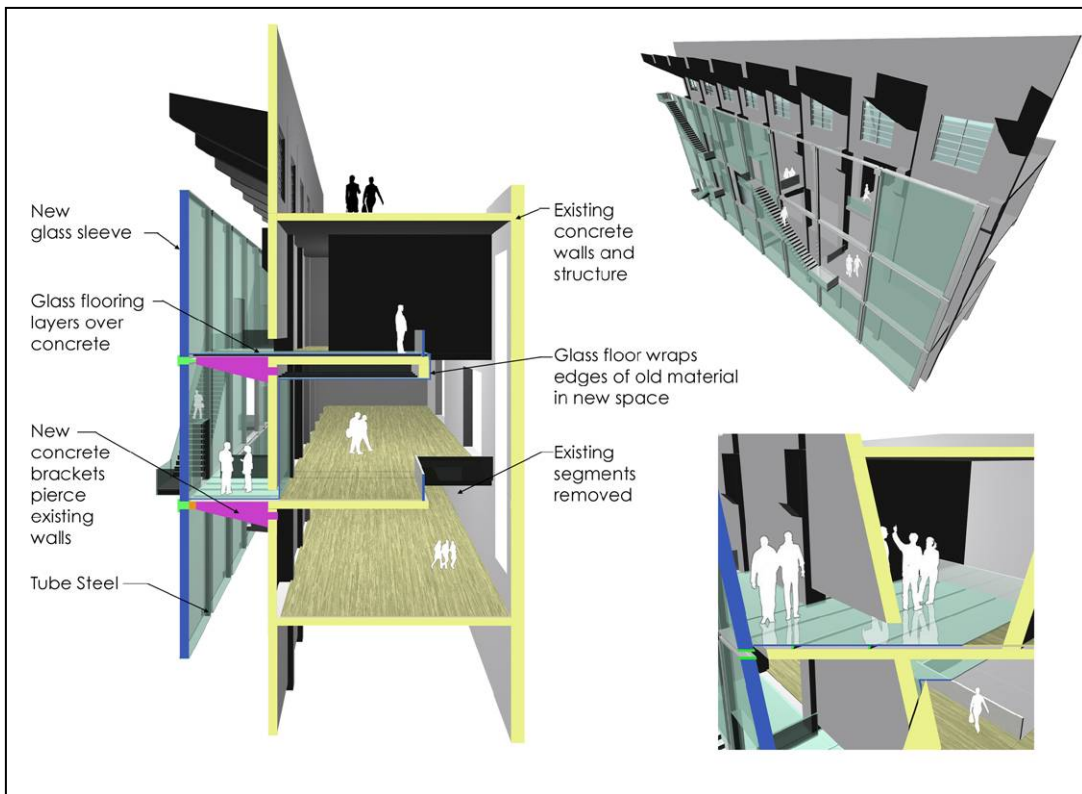 New
glass sleeve
Glass flooring
layers over
concrete
New
concrete
brackets
pierce
existing
walls
Tube Steel
Existing
concrete
walls and
structure
Glass floor wraps
edges of old material
in new space
Existing
segments
removed